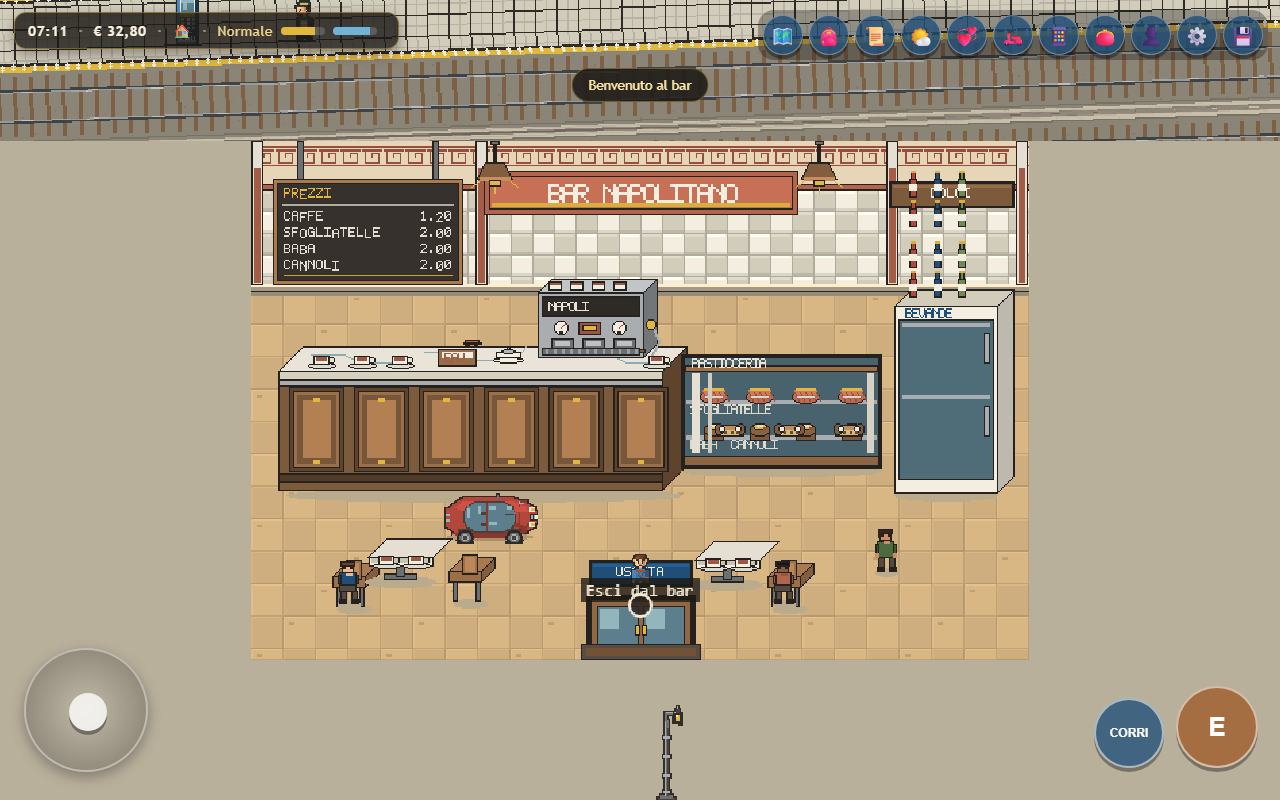 07:11 · € 32,80 · · Normale
Benvenuto al bar
PREZZI
CAFFE 1.20
SFOGLIATELLE 2.00
BABA 2.00
CANNOLI 2.00
BAR NAPOLITANO
NAPOLI
BEVANDE
PASTICCERIA
SFOGLIATELLE
CANNOLI
Esci dal bar
CORRI
E